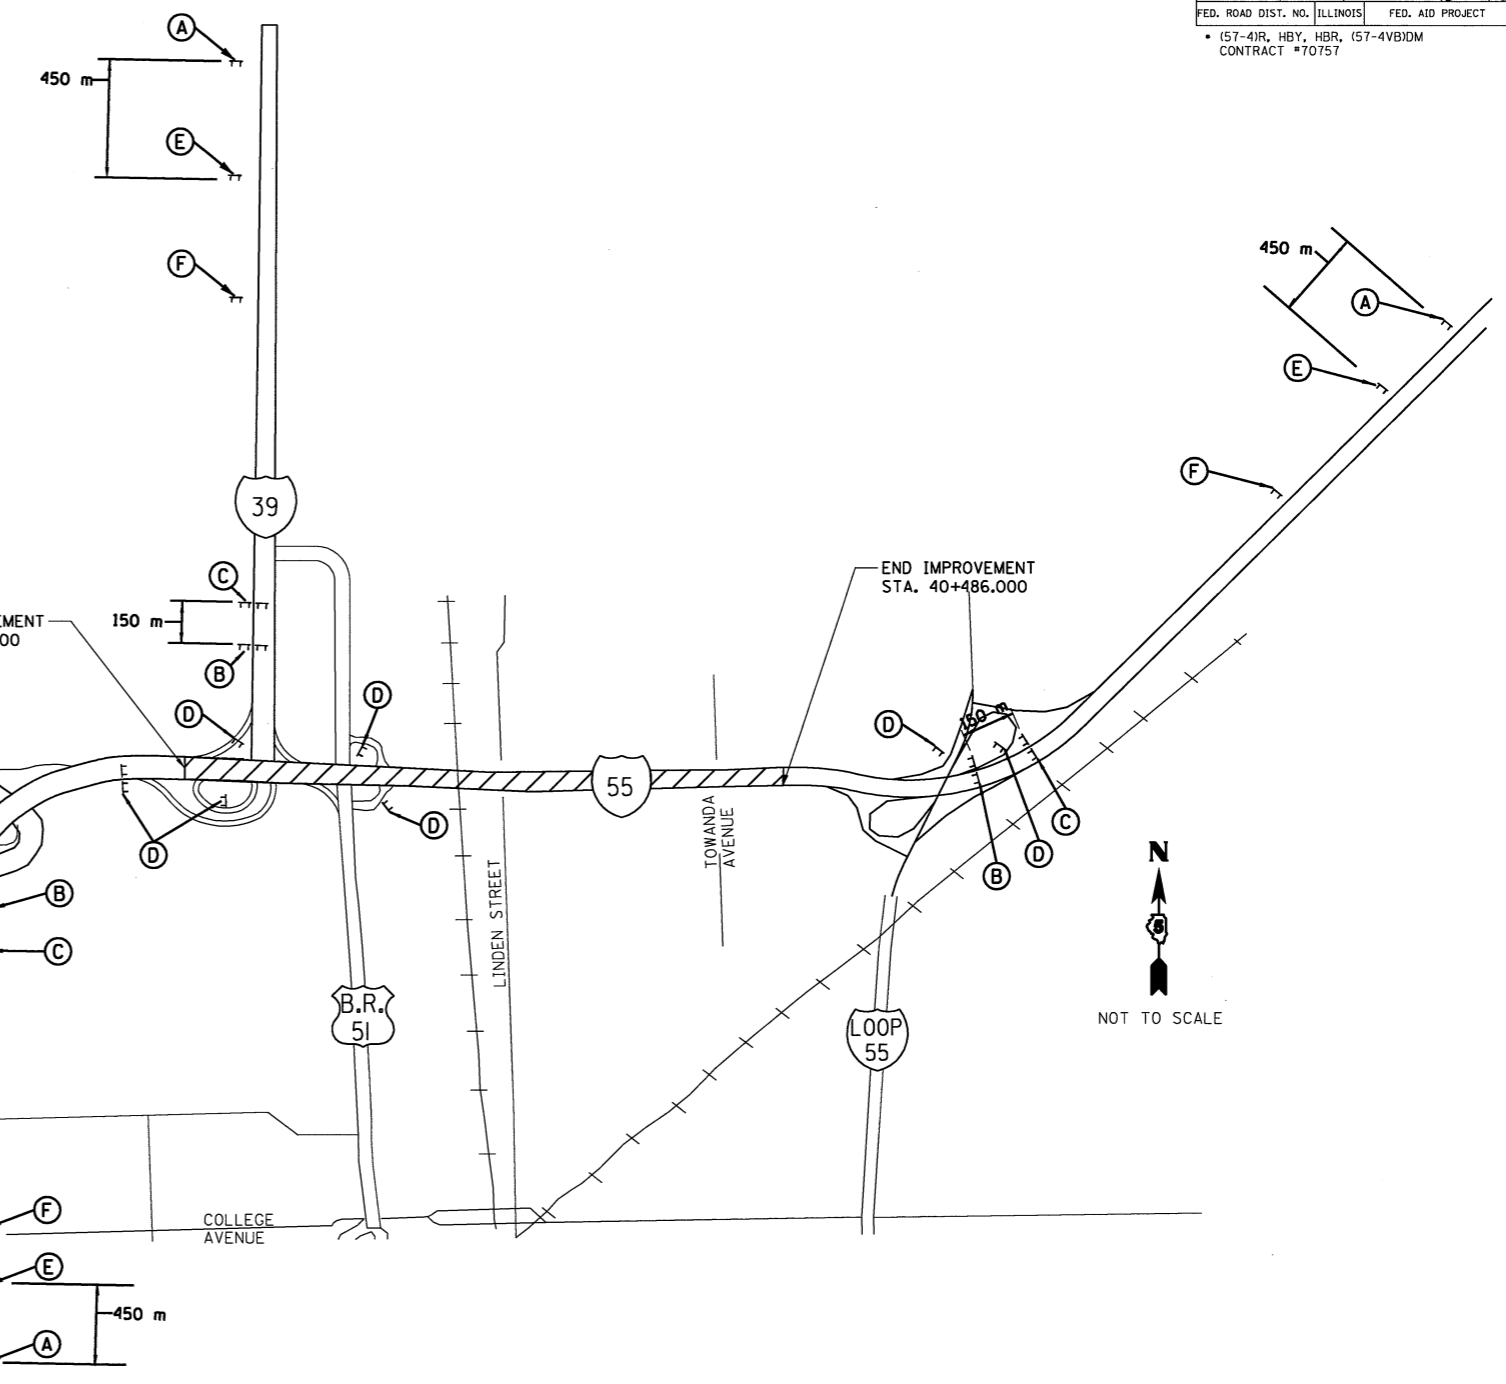 FED. ROAD DIST. NO. ILLINOIS FED. AID PROJECT
• (57-4)R, HBY, HBR, (57-4VB)DM
CONTRACT #70757
A
450 m
E
F
450 m
A
E
F
39
C
150 m
B
EMENT
00
END IMPROVEMENT
STA. 40+486.000
D
D
D
150 m
55
TOWANDA
AVENUE
D
D
B
C
D
B
C
LINDEN STREET
N
5
NOT TO SCALE
B.R.
51
LOOP
55
F
COLLEGE
AVENUE
E
450 m
A